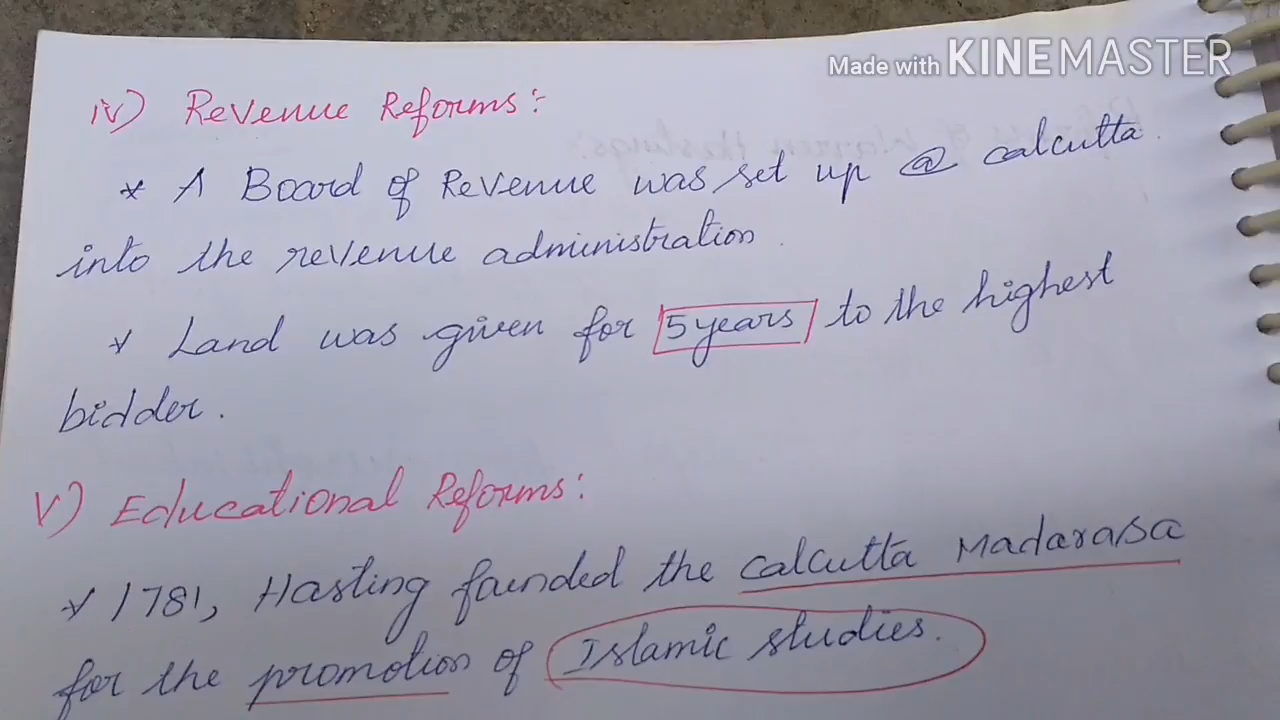 Made with KINEMASTER
iv) Revenue Reforms:-
* A Board of Revenue was set up @ calcutta
into the revenue administration.
* Land was given for 5 years to the highest
bidder.
V) Educational Reforms:
* 1781, Hasting founded the calcutta Madarasa
for the promotion of Islamic studies.